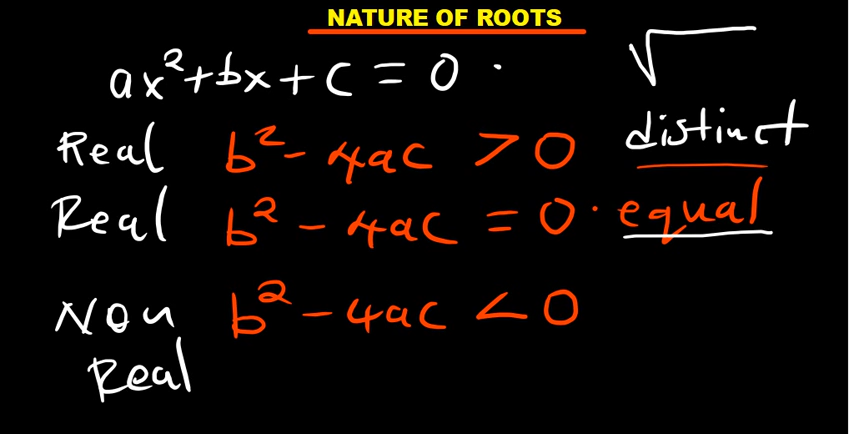 NATURE OF ROOTS
ax²+bx+c = 0 . √
Real b²- 4ac > 0 distinct
Real b² - 4ac = 0 . equal
Non b² - 4ac < 0
Real